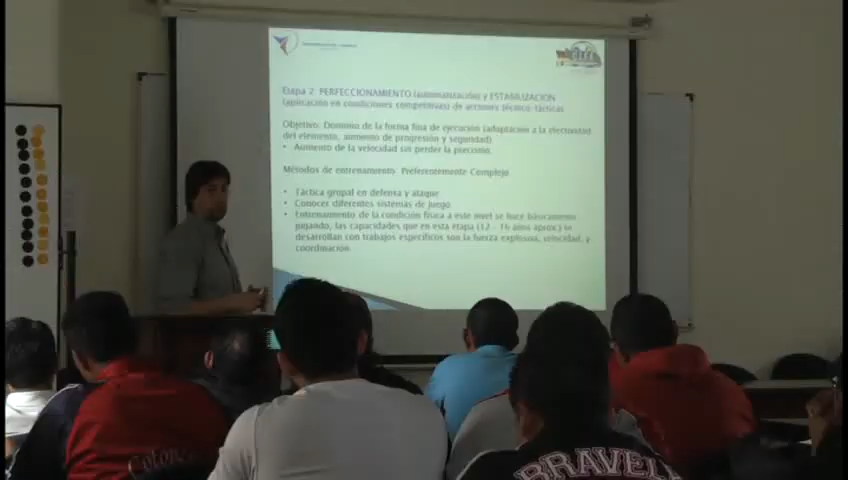 Etapa 2: PERFECCIONAMIENTO (automatización) y ESTABILIZACION
(aplicación en condiciones competitivas) de acciones técnico-tácticas
Objetivo: Dominio de la forma fina de ejecución (adaptación a la efectividad
del elemento, aumento de progresión y seguridad)
• Aumento de la velocidad sin perder la precisión.
Métodos de entrenamiento: Preferentemente Complejo
• Táctica grupal en defensa y ataque
• Conocer diferentes sistemas de juego
• Entrenamiento de la condición física a este nivel se hace básicamente
jugando, las capacidades que en esta etapa (12 – 16 años aprox.) se
desarrollan con trabajos específicos son la fuerza explosiva, velocidad, y
coordinación.
BRAVE